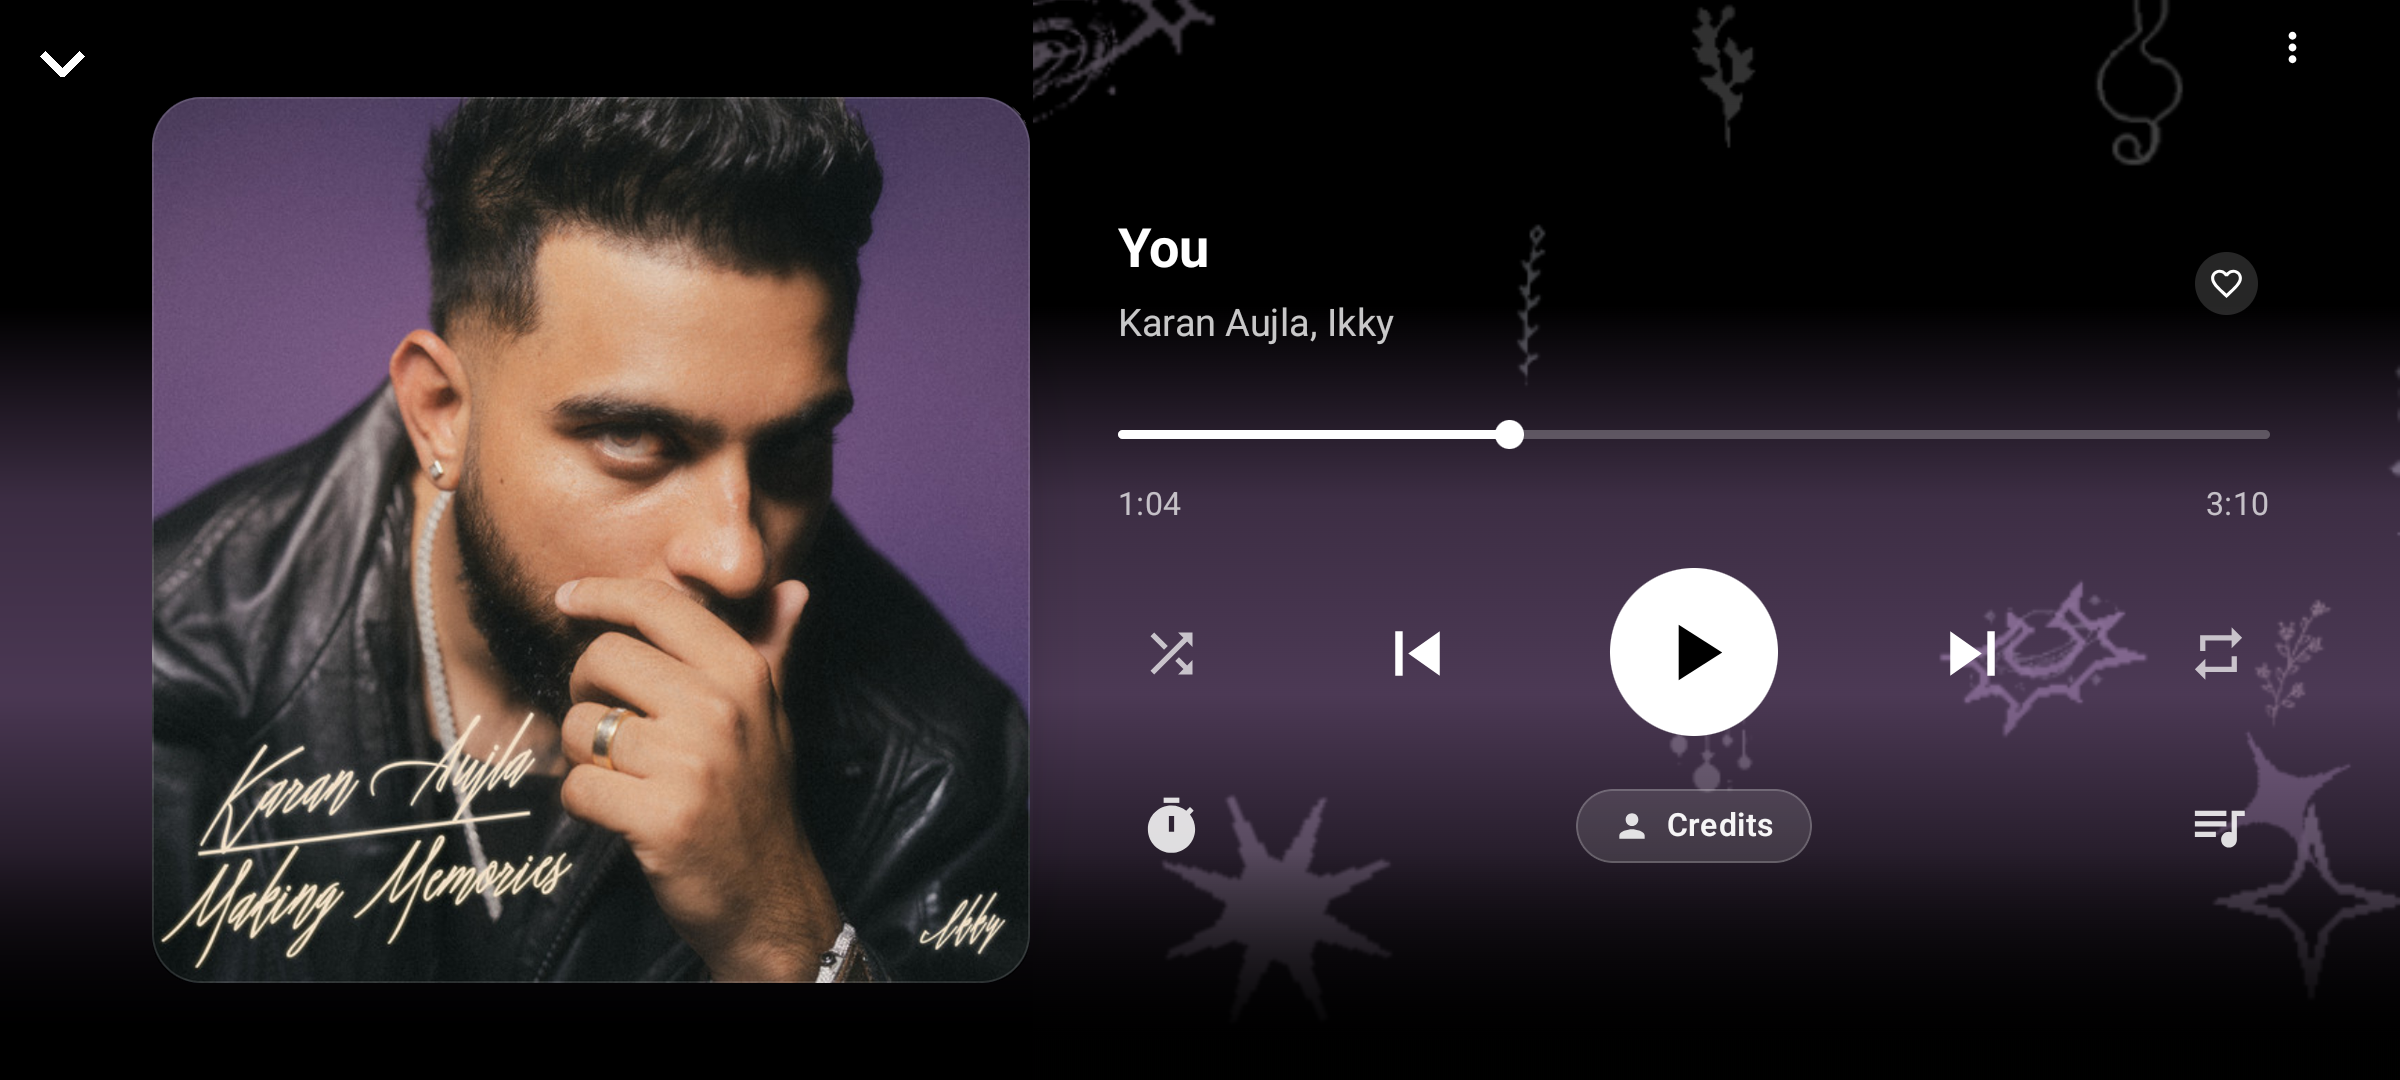 You
Karan Aujla, Ikky
1:04
3:10
Credits
Karan Aujla
Making Memories
Ikky